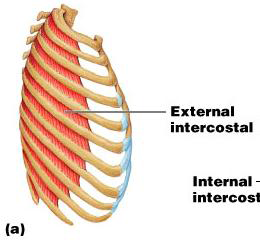 External
intercostal
Internal
intercost
(a)